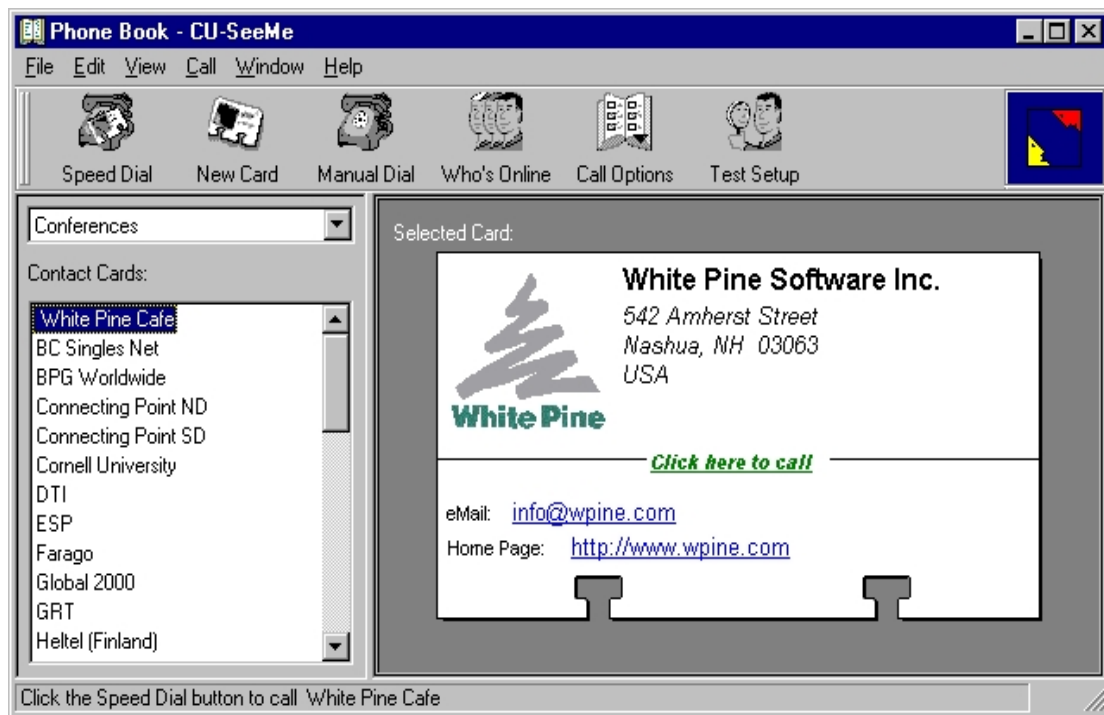 Phone Book - CU-SeeMe
File Edit View Call Window Help
Speed Dial New Card Manual Dial Who's Online Call Options Test Setup
Conferences
Contact Cards:
White Pine Cafe
BC Singles Net
BPG Worldwide
Connecting Point ND
Connecting Point SD
Cornell University
DTI
ESP
Farago
Global 2000
GRT
Heltel (Finland)
Selected Card:
White Pine Software Inc.
542 Amherst Street
Nashua, NH 03063
USA
White Pine
Click here to call
eMail: info@wpine.com
Home Page: http://www.wpine.com
Click the Speed Dial button to call White Pine Cafe